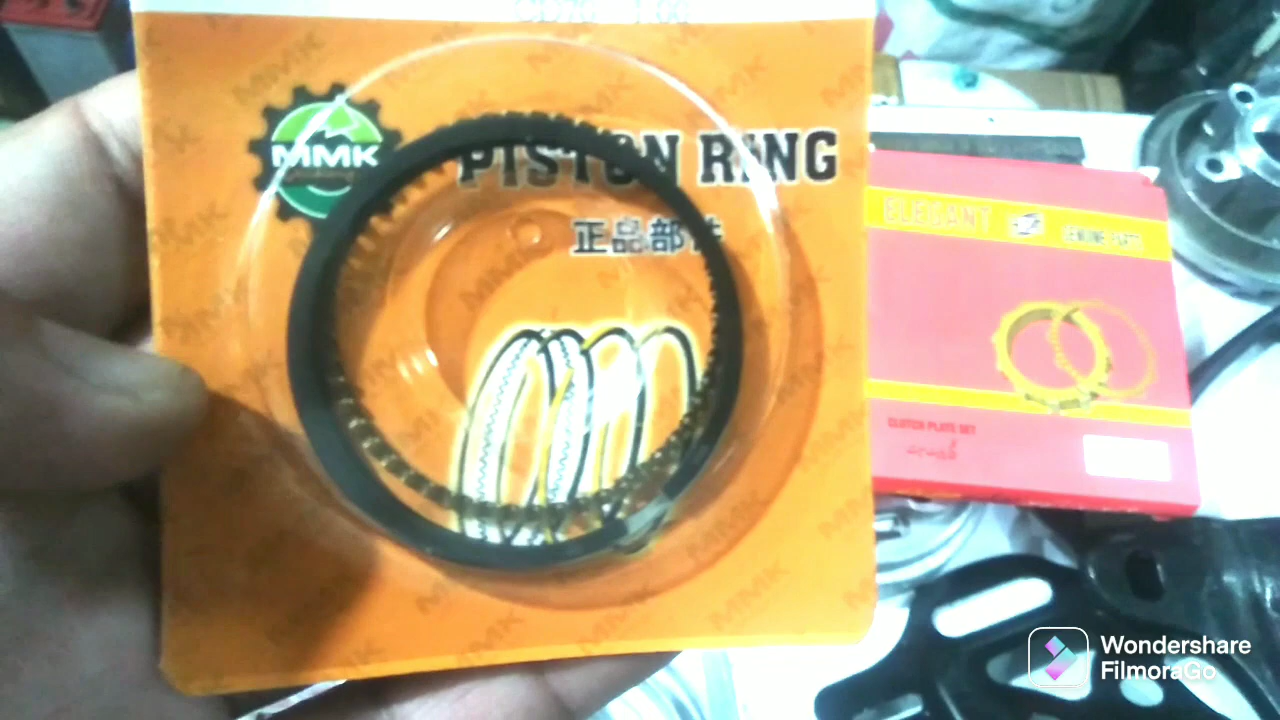 MMK
PISTON RING
正品部件
ELEGANT
GENUINE PARTS
CLUTCH PLATE SET
Wondershare
FilmoraGo